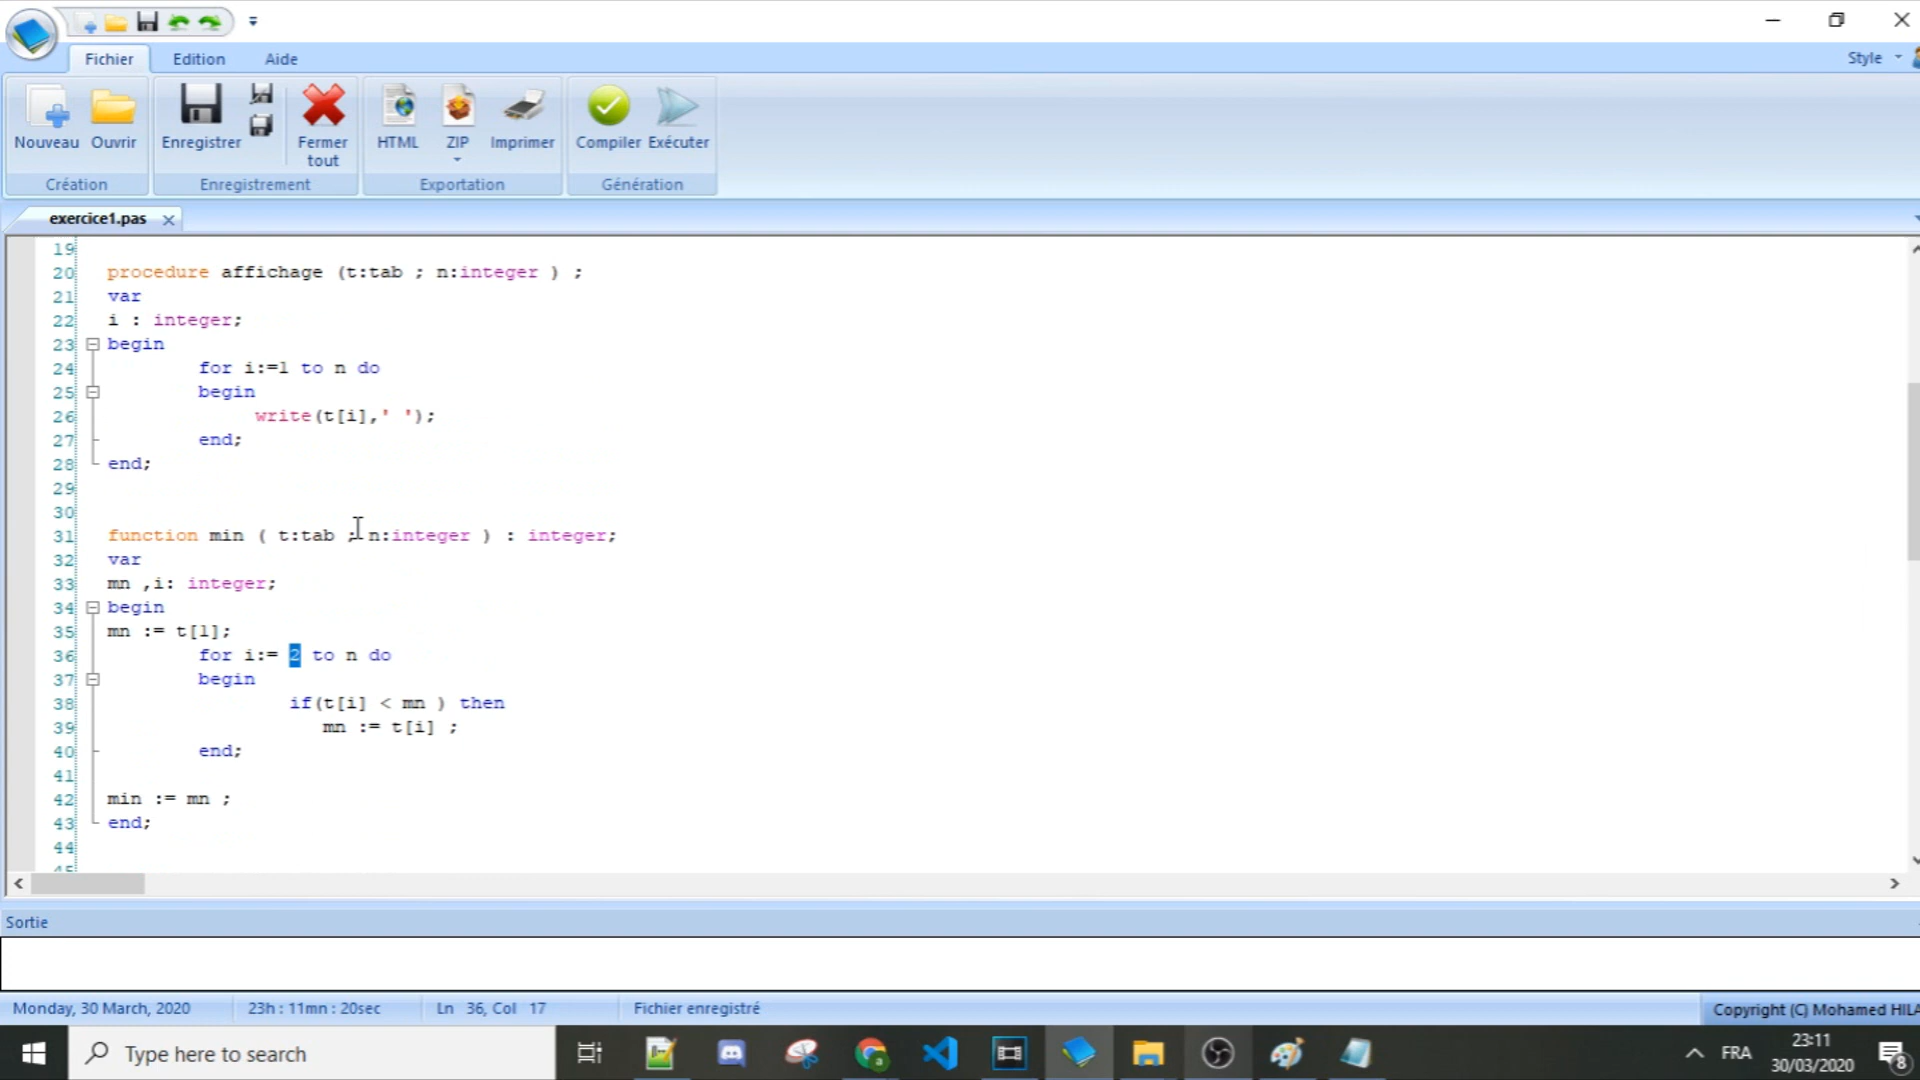 Fichier Edition Aide Style
Nouveau Ouvrir Enregistrer Fermer tout HTML ZIP Imprimer Compiler Exécuter
Création Enregistrement Exportation Génération
exercice1.pas
19
20 procedure affichage (t:tab ; n:integer ) ;
21 var
22 i : integer;
23 begin
24 for i:=1 to n do
25 begin
26 write(t[i],' ');
27 end;
28 end;
29
30
31 function min ( t:tab ; n:integer ) : integer;
32 var
33 mn ,i: integer;
34 begin
35 mn := t[1];
36 for i:= 2 to n do
37 begin
38 if(t[i] < mn ) then
39 mn := t[i] ;
40 end;
41
42 min := mn ;
43 end;
44
Sortie
Monday, 30 March, 2020 23h : 11mn : 20sec Ln 36, Col 17 Fichier enregistré Copyright (C) Mohamed HILA
Type here to search FRA 23:11
30/03/2020 8